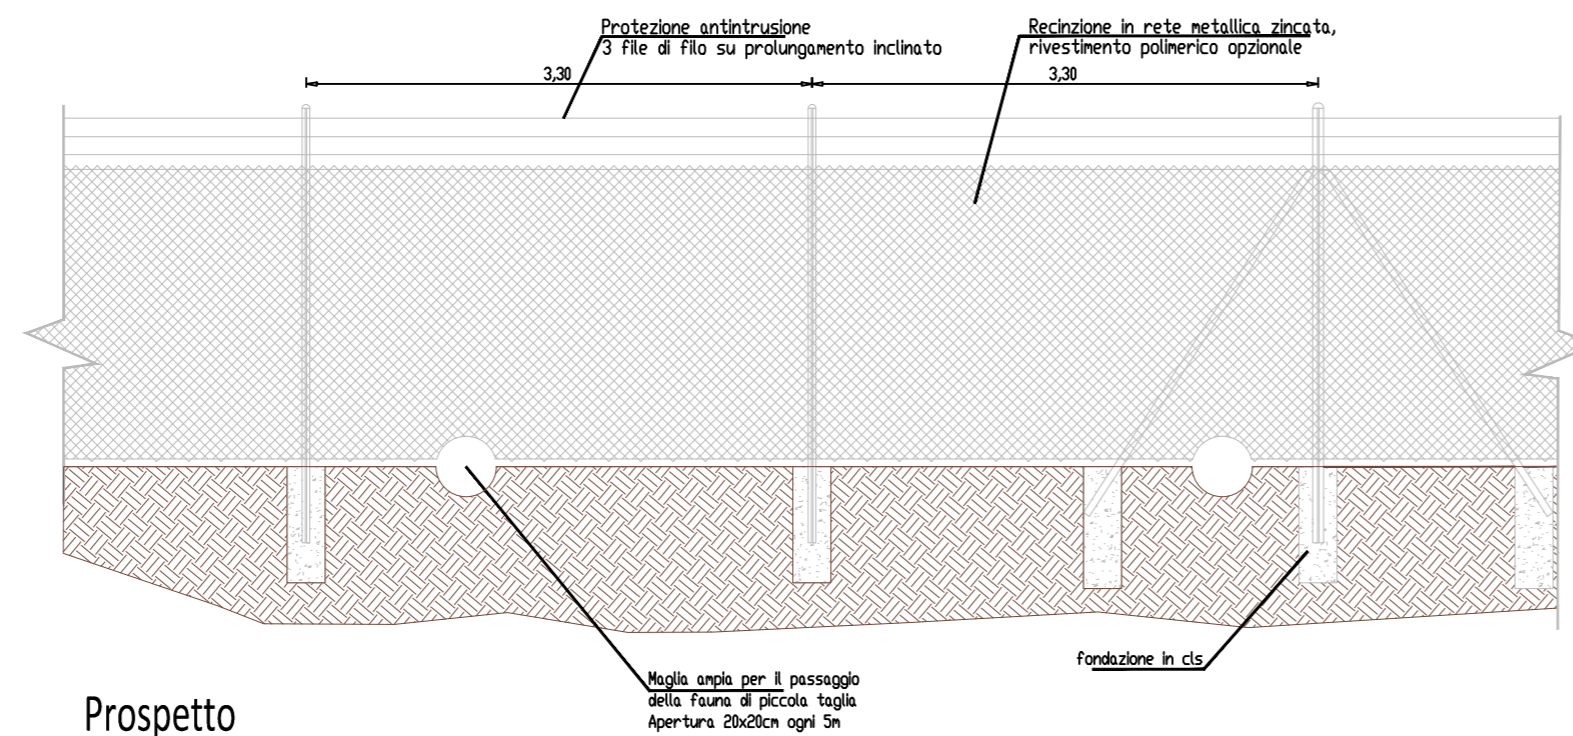 Protezione antintrusione
3 file di filo su prolungamento inclinato
Recinzione in rete metallica zincata,
rivestimento polimerico opzionale
3,30
3,30
fondazione in cls
Maglia ampia per il passaggio
della fauna di piccola taglia
Apertura 20x20cm ogni 5m
Prospetto